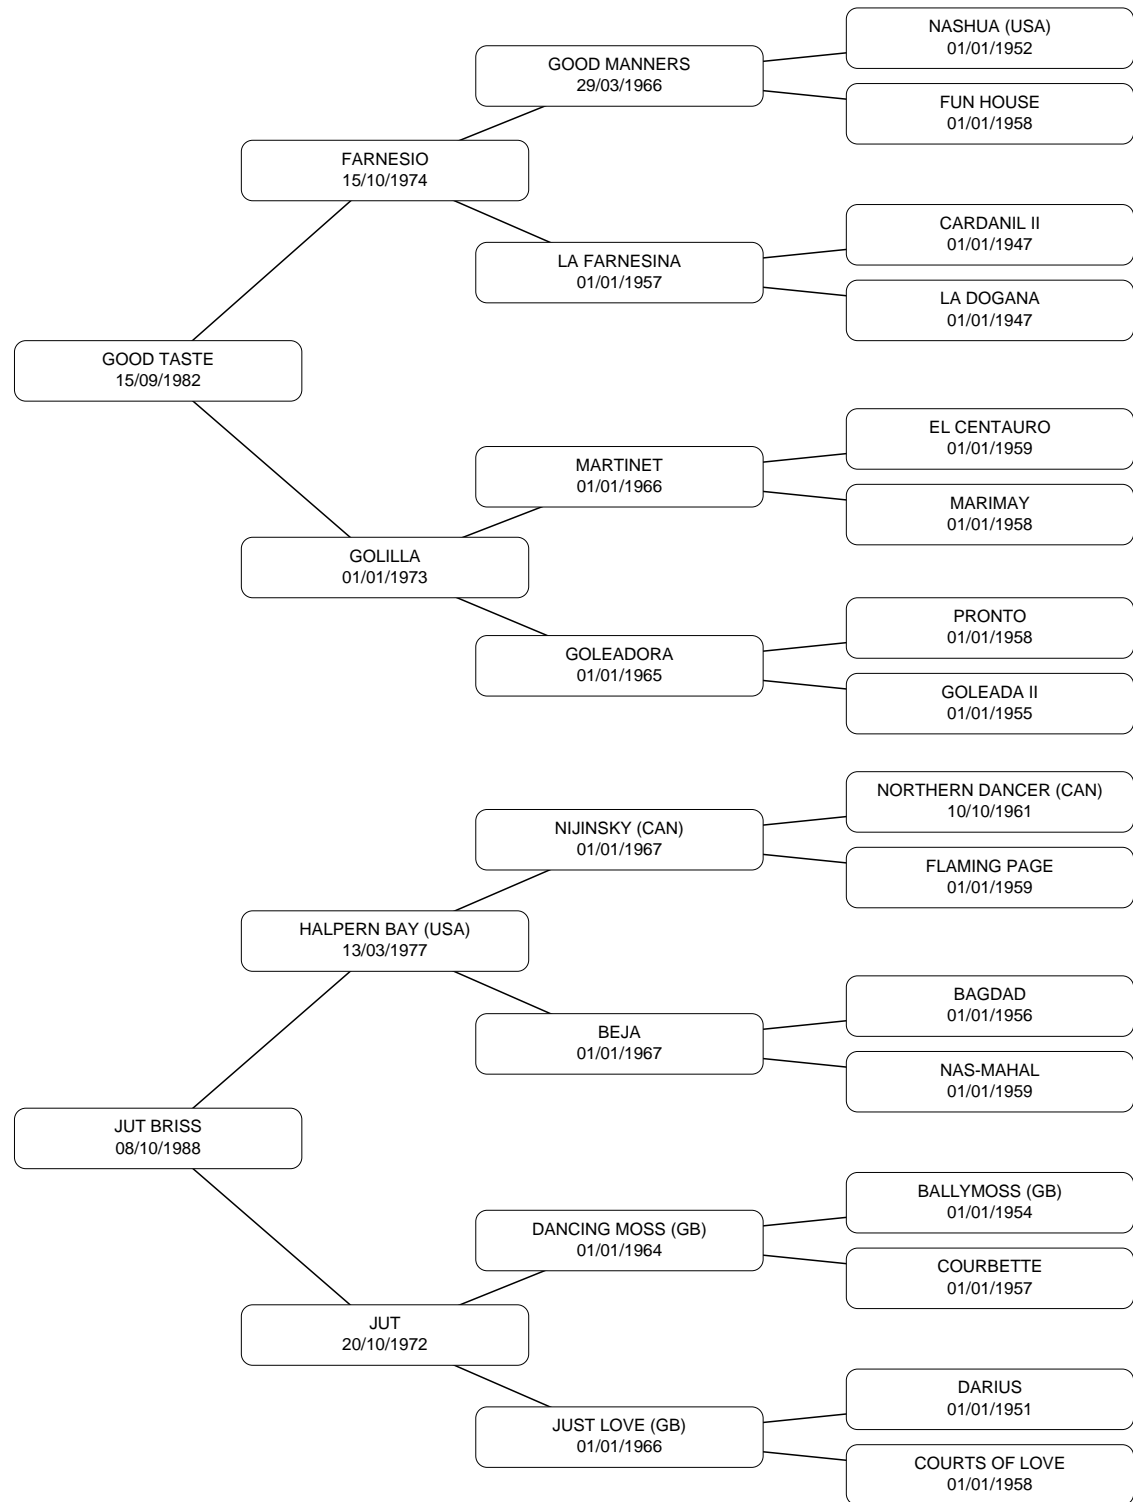 NASHUA (USA)
01/01/1952
GOOD MANNERS
29/03/1966
FUN HOUSE
01/01/1958
FARNESIO
15/10/1974
CARDANIL II
01/01/1947
LA FARNESINA
01/01/1957
LA DOGANA
01/01/1947
GOOD TASTE
15/09/1982
EL CENTAURO
01/01/1959
MARTINET
01/01/1966
MARIMAY
01/01/1958
GOLILLA
01/01/1973
PRONTO
01/01/1958
GOLEADORA
01/01/1965
GOLEADA II
01/01/1955
NORTHERN DANCER (CAN)
10/10/1961
NIJINSKY (CAN)
01/01/1967
FLAMING PAGE
01/01/1959
HALPERN BAY (USA)
13/03/1977
BAGDAD
01/01/1956
BEJA
01/01/1967
NAS-MAHAL
01/01/1959
JUT BRISS
08/10/1988
BALLYMOSS (GB)
01/01/1954
DANCING MOSS (GB)
01/01/1964
COURBETTE
01/01/1957
JUT
20/10/1972
DARIUS
01/01/1951
JUST LOVE (GB)
01/01/1966
COURTS OF LOVE
01/01/1958